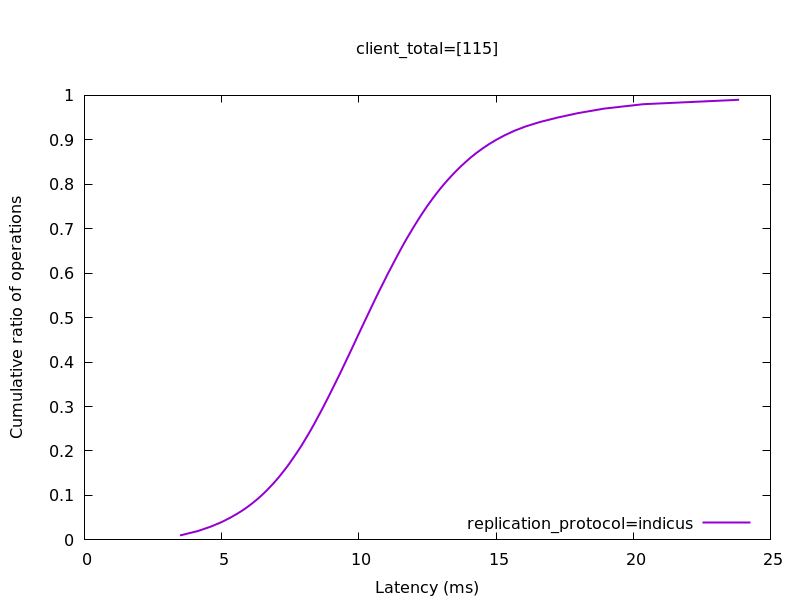 client_total=[115]
1
0.9
0.8
0.7
0.6
0.5
0.4
0.3
0.2
0.1
0
Cumulative ratio of operations
replication_protocol=indicus
0 5 10 15 20 25
Latency (ms)